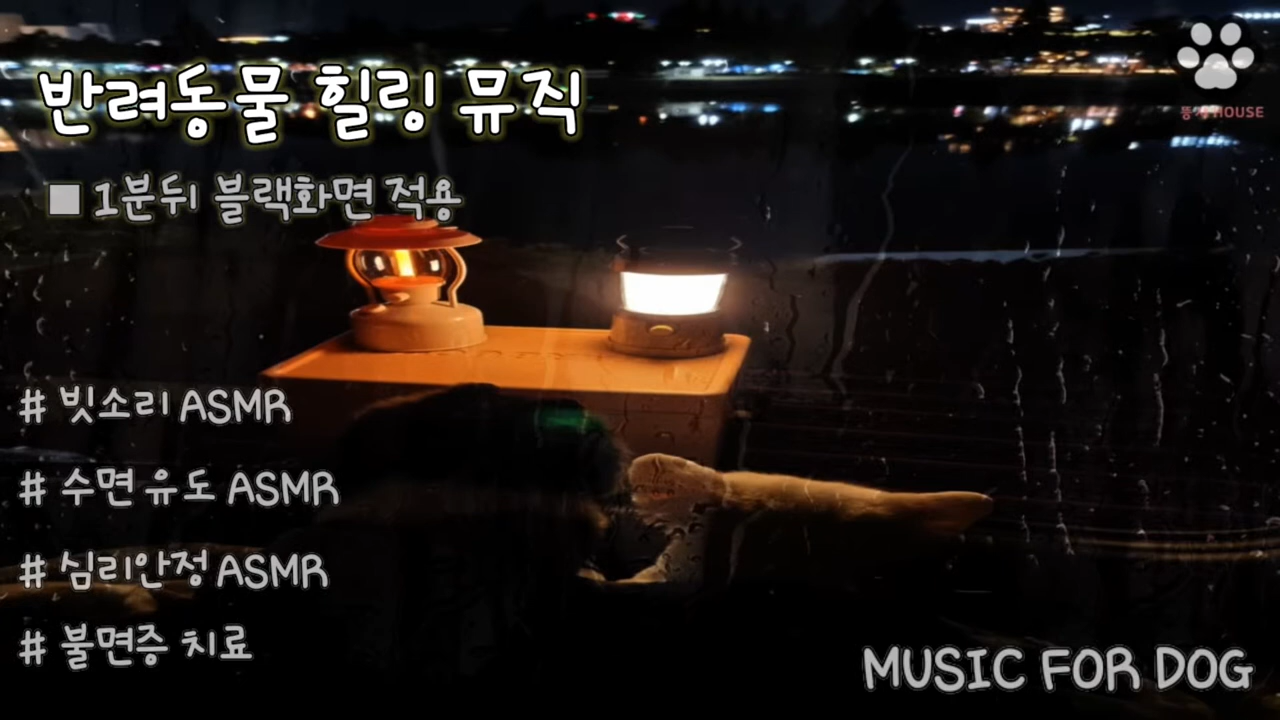 반려동물 힐링 뮤직
■ 1분뒤 블랙화면 적용
# 빗소리 ASMR
# 수면 유도 ASMR
# 심리안정 ASMR
# 불면증 치료
HOUSE
MUSIC FOR DOG